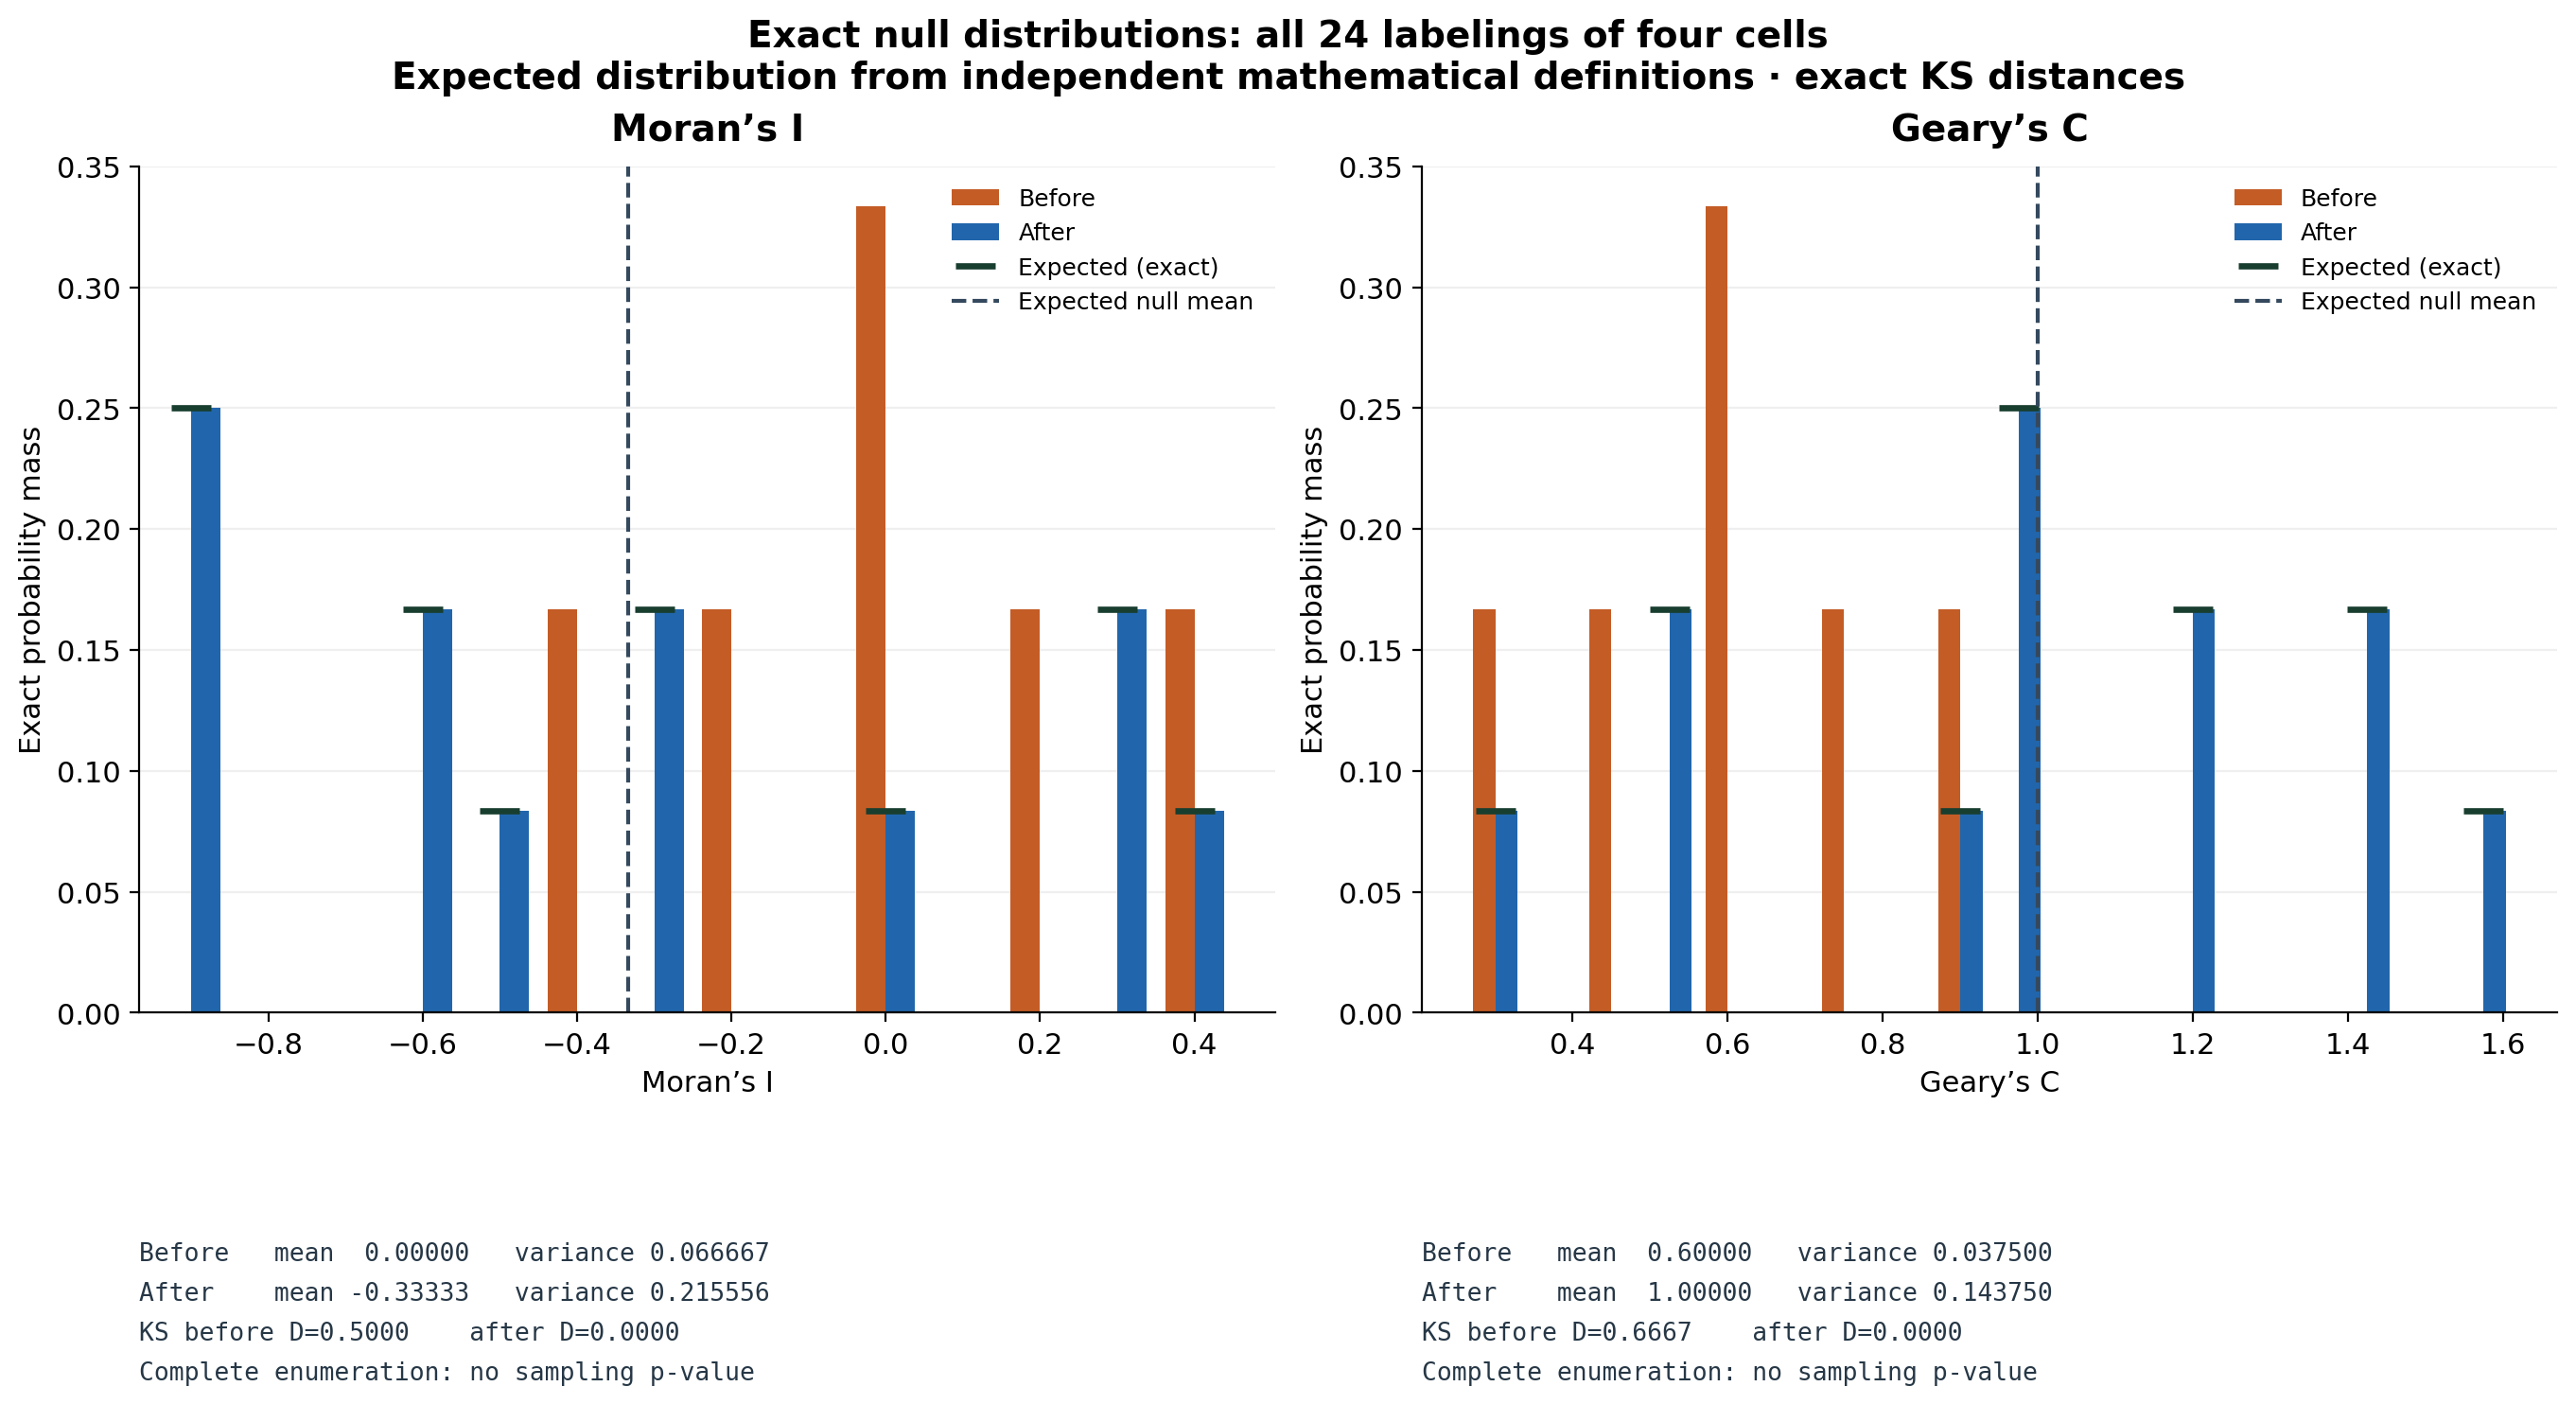 Exact null distributions: all 24 labelings of four cells
Expected distribution from independent mathematical definitions · exact KS distances
Moran’s I
0.35
0.30
0.25
0.20
0.15
0.10
0.05
0.00
Exact probability mass
Before
After
Expected (exact)
Expected null mean
−0.8 −0.6 −0.4 −0.2 0.0 0.2 0.4
Moran’s I
Before mean 0.00000 variance 0.066667
After mean -0.33333 variance 0.215556
KS before D=0.5000 after D=0.0000
Complete enumeration: no sampling p-value
Geary’s C
0.35
0.30
0.25
0.20
0.15
0.10
0.05
0.00
Exact probability mass
Before
After
Expected (exact)
Expected null mean
0.4 0.6 0.8 1.0 1.2 1.4 1.6
Geary’s C
Before mean 0.60000 variance 0.037500
After mean 1.00000 variance 0.143750
KS before D=0.6667 after D=0.0000
Complete enumeration: no sampling p-value